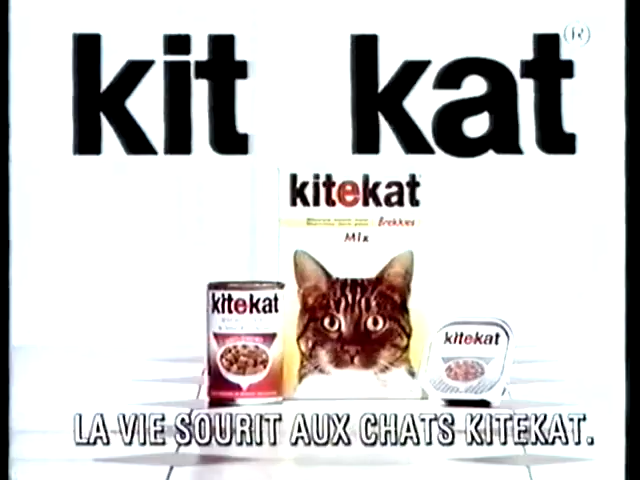 kit kat®
kitekat
Brekkies
Mix
kitekat
kitekat
LA VIE SOURIT AUX CHATS KITEKAT.